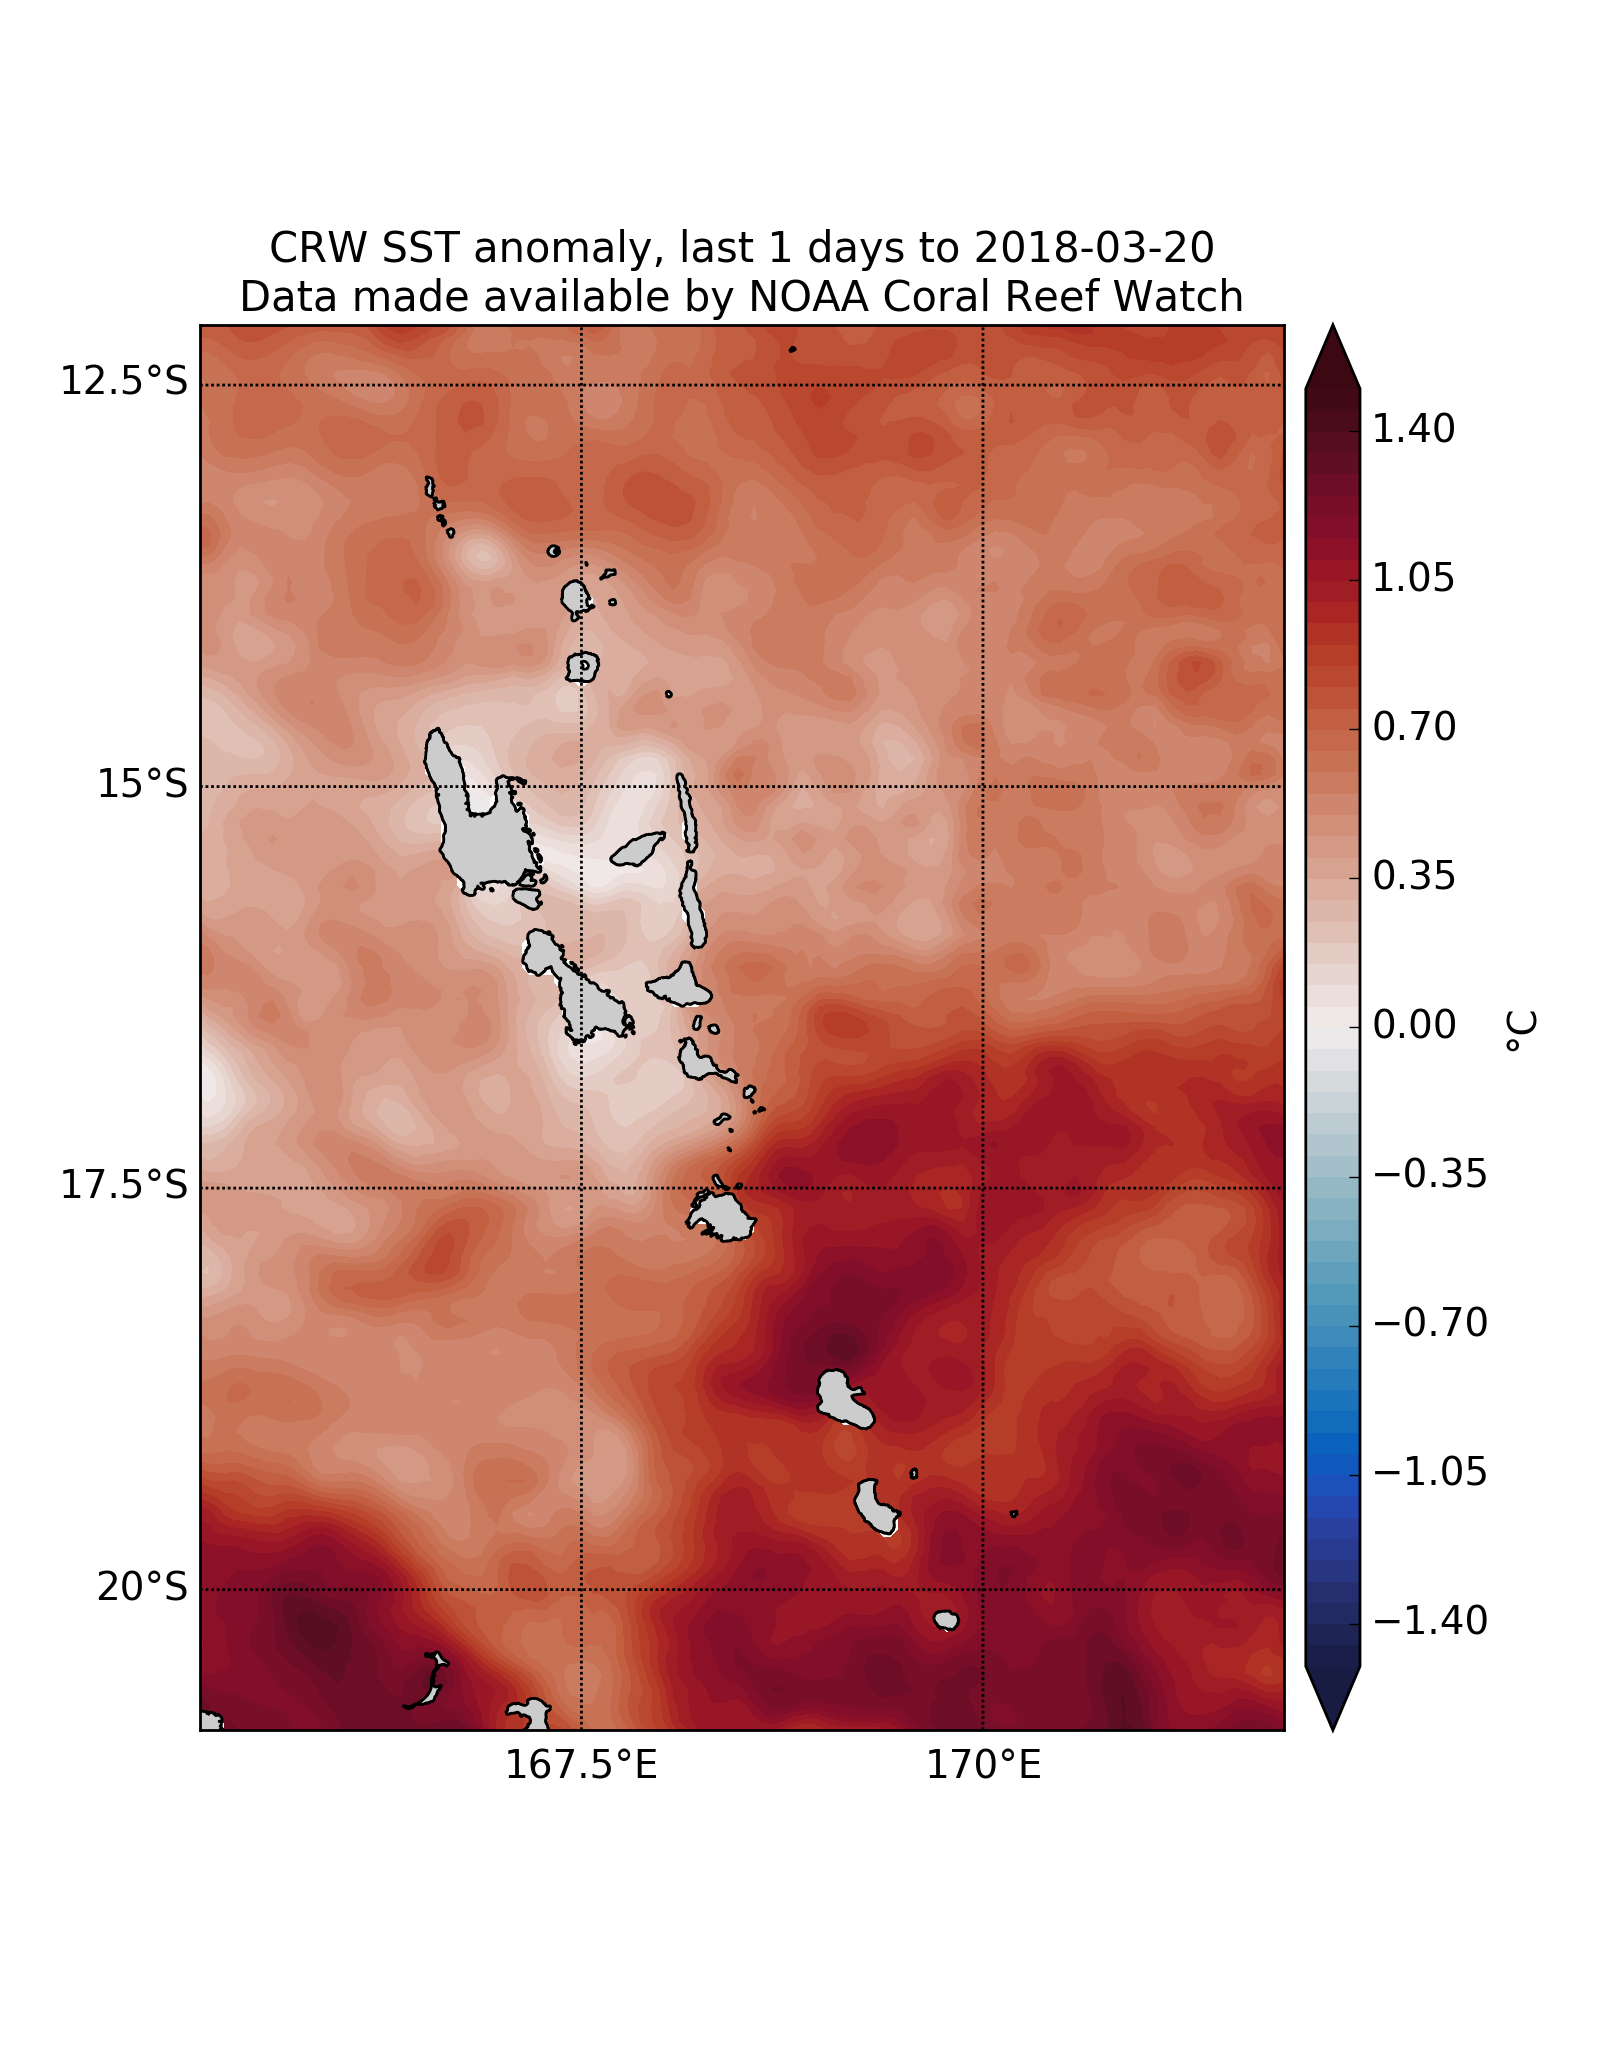 CRW SST anomaly, last 1 days to 2018-03-20
Data made available by NOAA Coral Reef Watch
12.5°S
15°S
17.5°S
20°S
167.5°E
170°E
1.40
1.05
0.70
0.35
0.00
−0.35
−0.70
−1.05
−1.40
°C